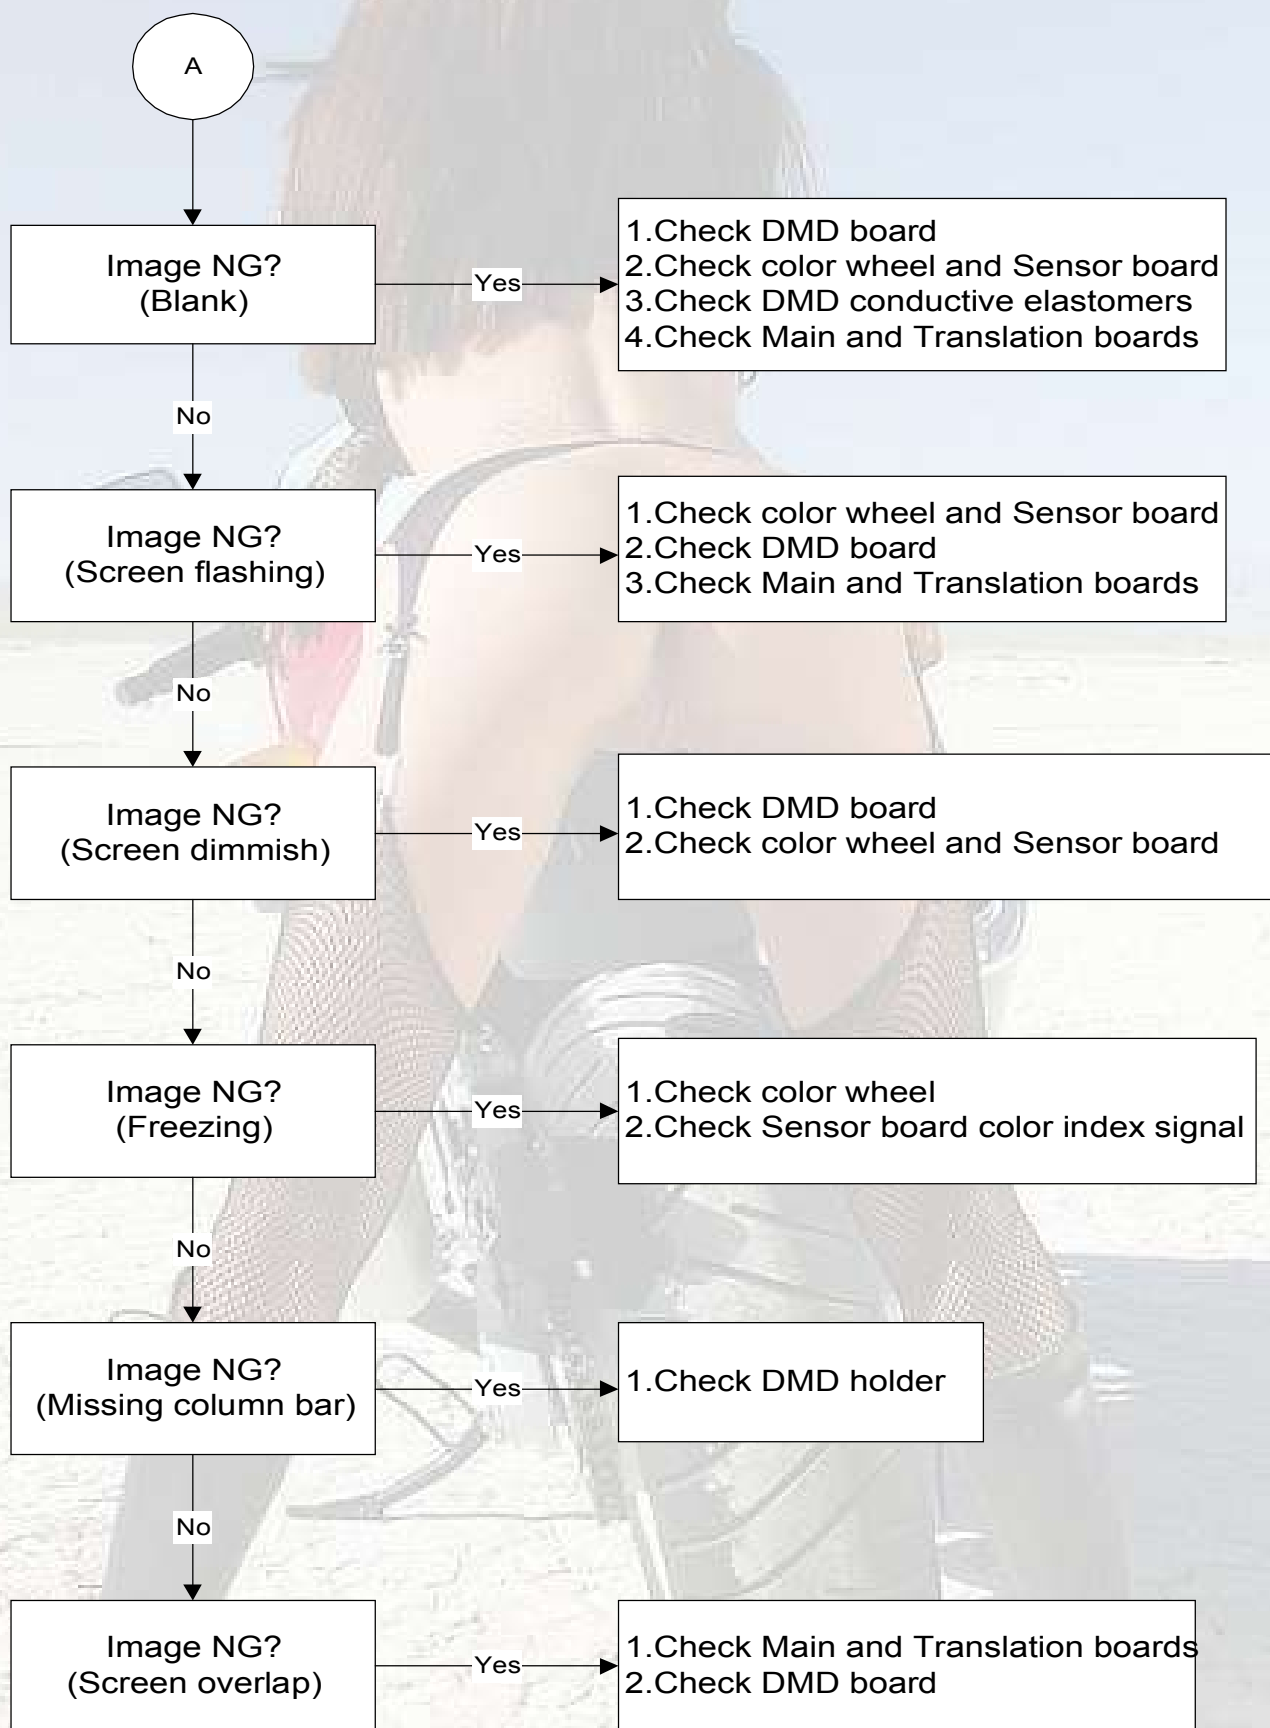 A
Image NG?
(Blank)
Yes
1.Check DMD board
2.Check color wheel and Sensor board
3.Check DMD conductive elastomers
4.Check Main and Translation boards
No
Image NG?
(Screen flashing)
Yes
1.Check color wheel and Sensor board
2.Check DMD board
3.Check Main and Translation boards
No
Image NG?
(Screen dimmish)
Yes
1.Check DMD board
2.Check color wheel and Sensor board
No
Image NG?
(Freezing)
Yes
1.Check color wheel
2.Check Sensor board color index signal
No
Image NG?
(Missing column bar)
Yes
1.Check DMD holder
No
Image NG?
(Screen overlap)
Yes
1.Check Main and Translation boards
2.Check DMD board